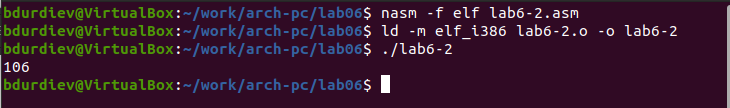 bdurdiev@VirtualBox:~/work/arch-pc/lab06$ nasm -f elf lab6-2.asm
bdurdiev@VirtualBox:~/work/arch-pc/lab06$ ld -m elf_i386 lab6-2.o -o lab6-2
bdurdiev@VirtualBox:~/work/arch-pc/lab06$ ./lab6-2
106
bdurdiev@VirtualBox:~/work/arch-pc/lab06$